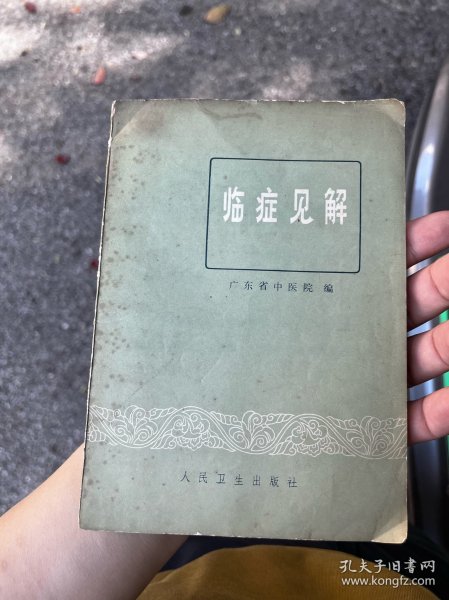 临症见解
广东省中医院 编
人民卫生出版社
孔夫子旧书网
www.kongfz.com